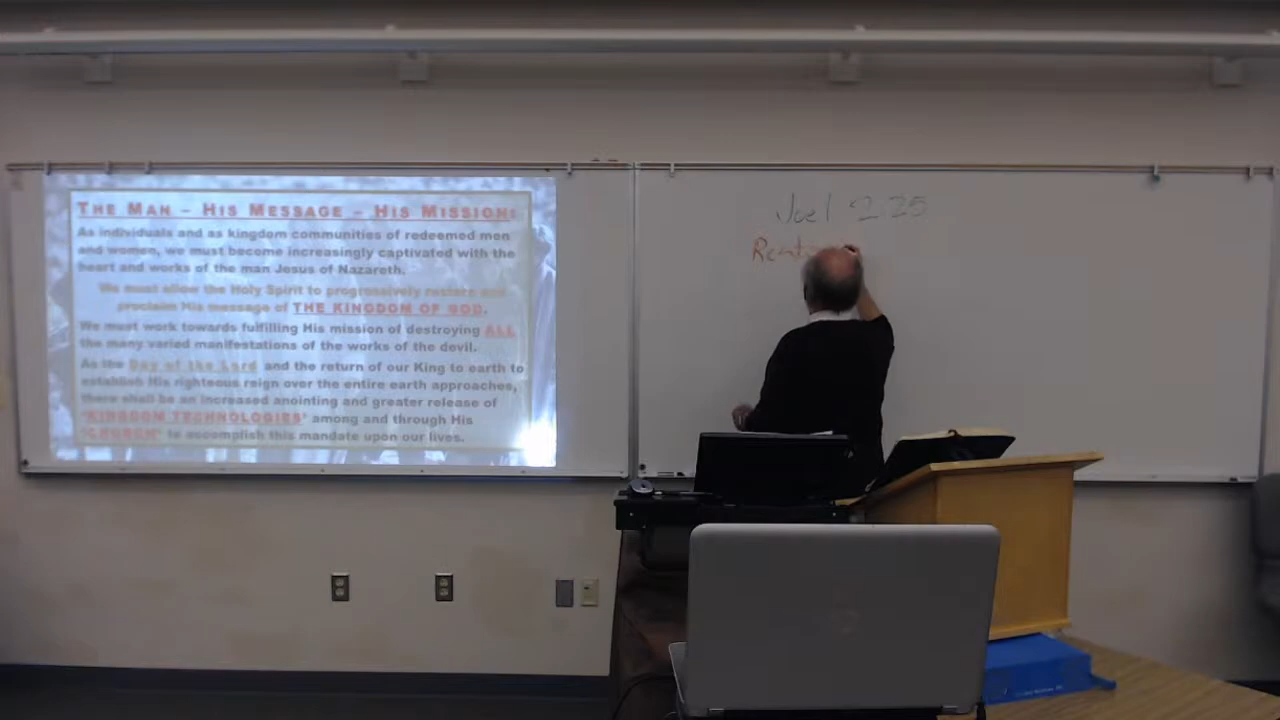 THE MAN – HIS MESSAGE – HIS MISSION:
As individuals and as kingdom communities of redeemed men
and women, we must become increasingly captivated with the
heart and works of the man Jesus of Nazareth.
We must allow the Holy Spirit to progressively restore and
proclaim His message of THE KINGDOM OF GOD.
We must work towards fulfilling His mission of destroying ALL
the many varied manifestations of the works of the devil.
As the Day of the Lord and the return of our King to earth to
establish His righteous reign over the entire earth approaches,
there shall be an increased anointing and greater release of
'KINGDOM TECHNOLOGIES' among and through His
'CHURCH' to accomplish this mandate upon our lives.
Joel 2:25